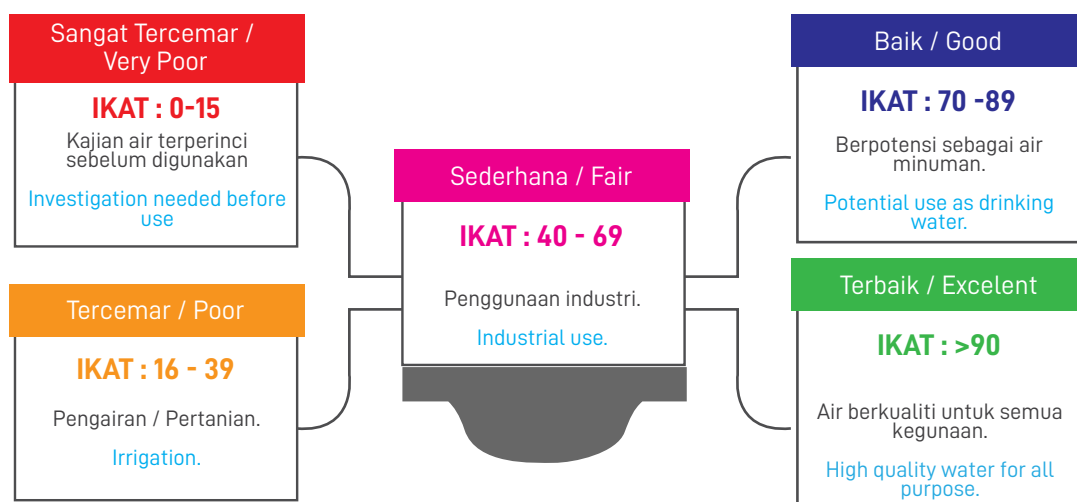 Sangat Tercemar /
Very Poor
IKAT : 0-15
Kajian air terperinci
sebelum digunakan
Investigation needed before
use
Tercemar / Poor
IKAT : 16 - 39
Pengairan / Pertanian.
Irrigation.
Sederhana / Fair
IKAT : 40 - 69
Penggunaan industri.
Industrial use.
Baik / Good
IKAT : 70 -89
Berpotensi sebagai air
minuman.
Potential use as drinking
water.
Terbaik / Excelent
IKAT : >90
Air berkualiti untuk semua
kegunaan.
High quality water for all
purpose.